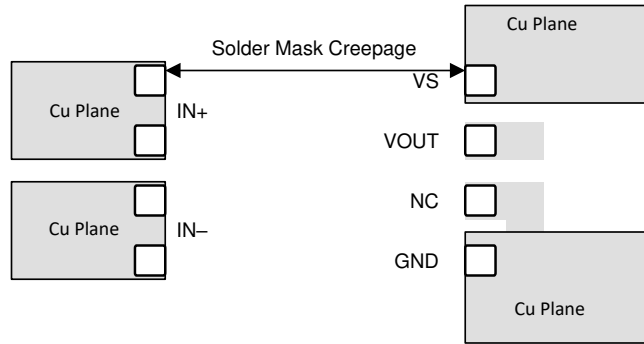 Cu Plane
Solder Mask Creepage
VS
Cu Plane
IN+
VOUT
NC
Cu Plane
IN–
GND
Cu Plane